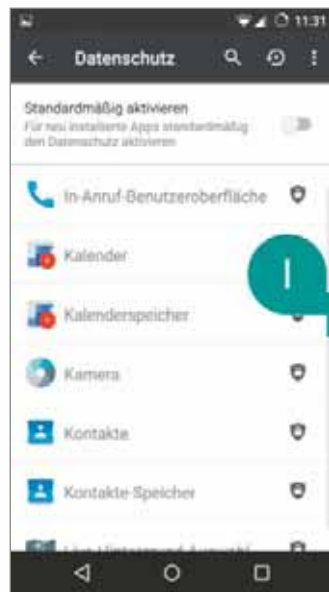 11:31
Datenschutz
Standardmäßig aktivieren
Für neu installierte Apps standardmäßig
den Datenschutz aktivieren
In-Anruf-Benutzeroberfläche
Kalender
I
Kalenderspeicher
Kamera
Kontakte
Kontakte-Speicher